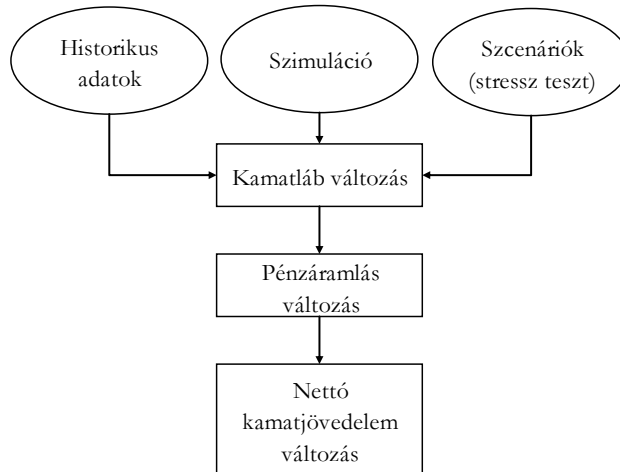 Historikus
adatok
Szimuláció
Szcenáriók
(stressz teszt)
Kamatláb változás
Pénzáramlás
változás
Nettó
kamatjövedelem
változás